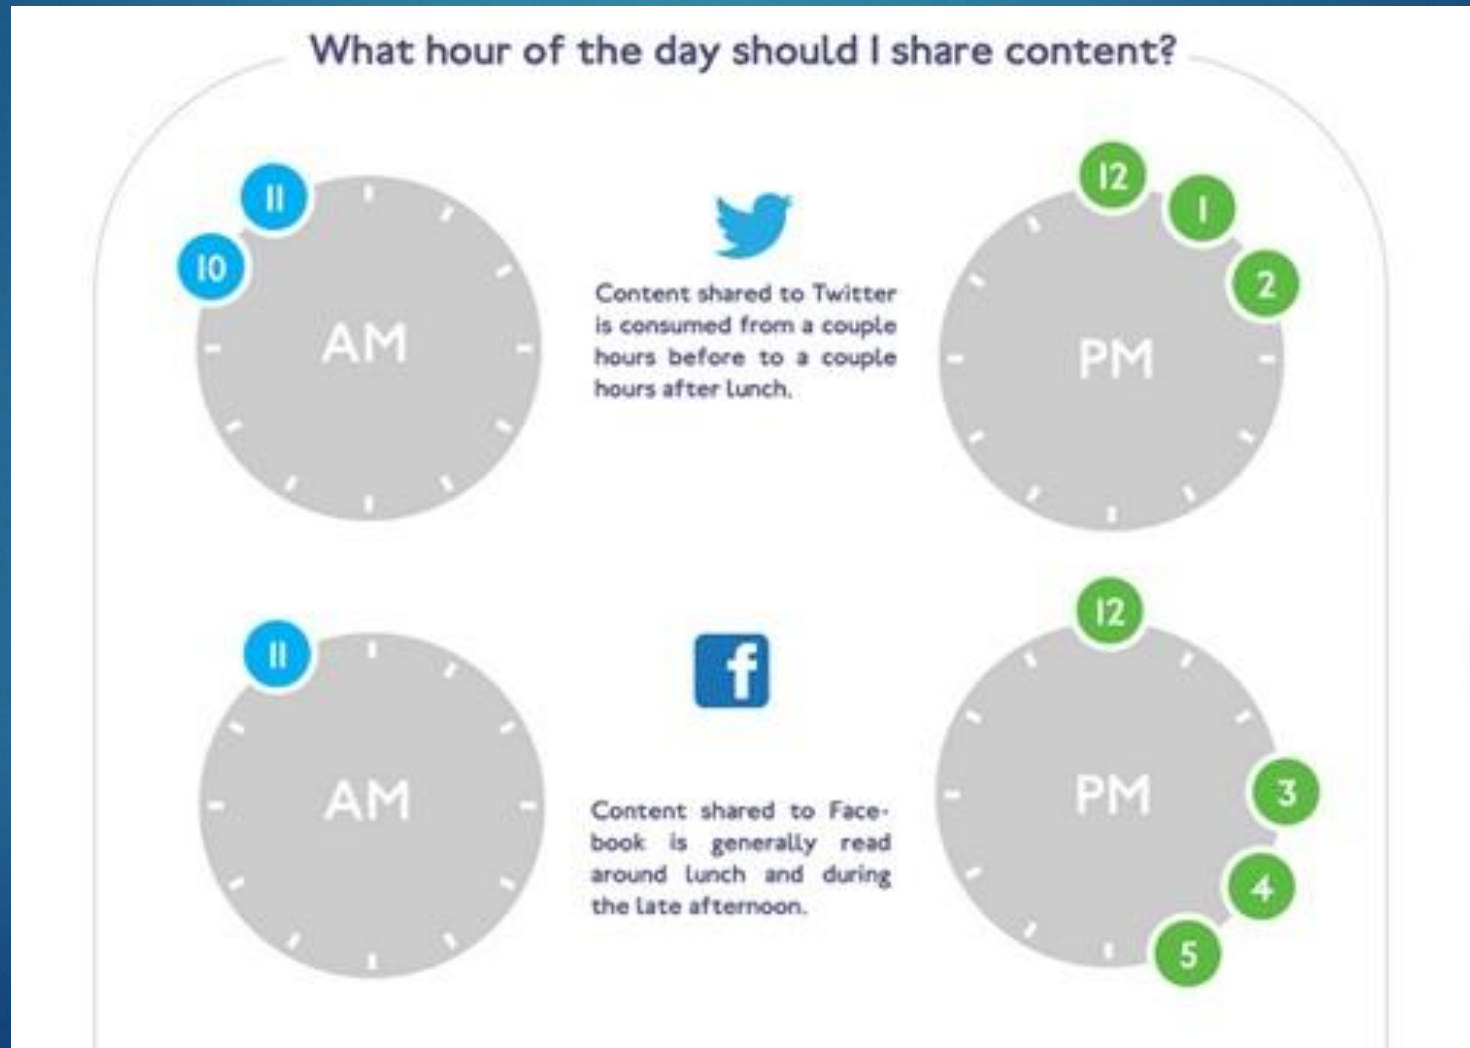 What hour of the day should I share content?
11
10
AM
Content shared to Twitter
is consumed from a couple
hours before to a couple
hours after lunch.
12
1
2
PM
11
AM
f
Content shared to Face-
book is generally read
around lunch and during
the late afternoon.
12
3
4
5
PM